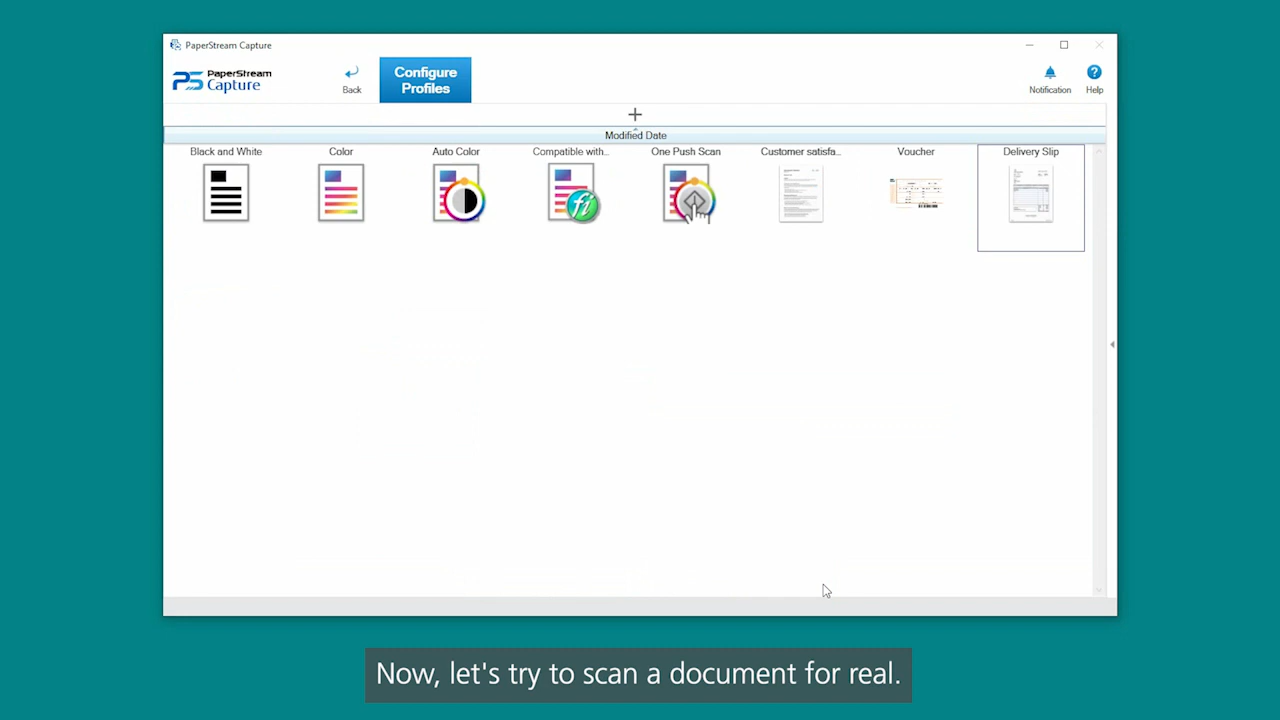 PaperStream Capture
PaperStream
Capture
Back
Configure
Profiles
Notification
Help
+
Modified Date
Black and White
Color
Auto Color
Compatible with...
One Push Scan
Customer satisfa...
Voucher
Delivery Slip
fi
Now, let's try to scan a document for real.